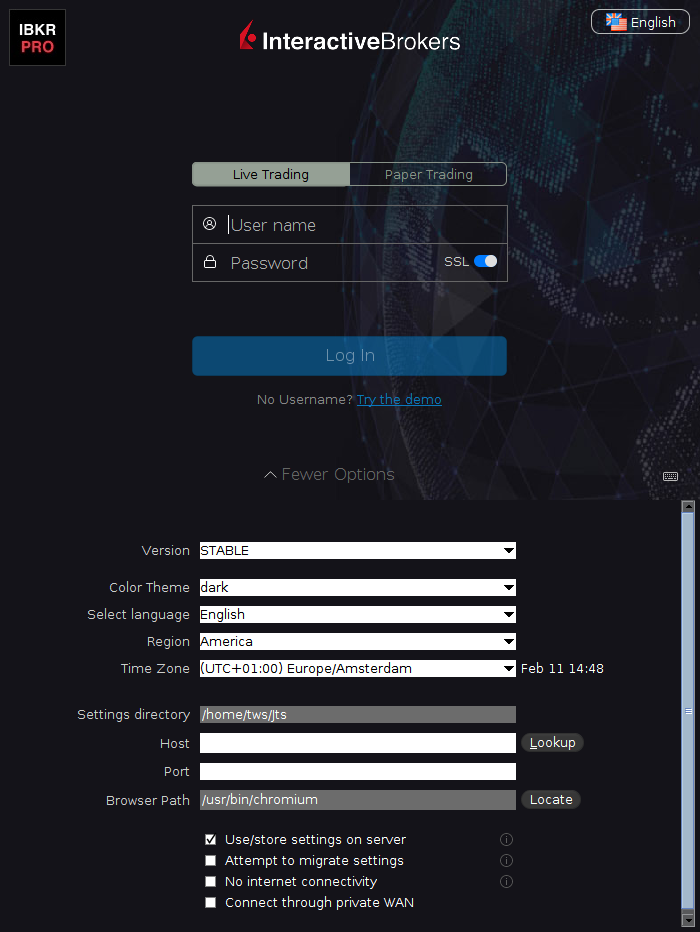 IBKR
PRO
InteractiveBrokers
English
Live Trading
Paper Trading
User name
Password
SSL
Log In
No Username? Try the demo
Fewer Options
Version STABLE
Color Theme dark
Select language English
Region America
Time Zone (UTC+01:00) Europe/Amsterdam Feb 11 14:48
Settings directory /home/tws/Jts
Host Lookup
Port
Browser Path /usr/bin/chromium Locate
Use/store settings on server
Attempt to migrate settings
No internet connectivity
Connect through private WAN